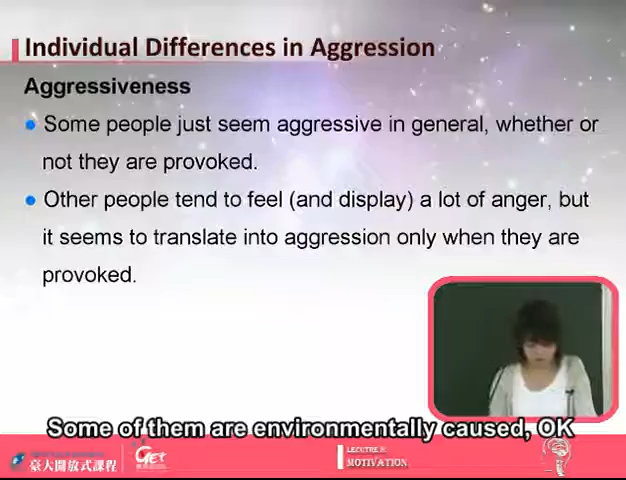 Individual Differences in Aggression
Aggressiveness
Some people just seem aggressive in general, whether or
not they are provoked.
Other people tend to feel (and display) a lot of anger, but
it seems to translate into aggression only when they are
provoked.
Some of them are environmentally caused, OK
臺大開放式課程
GET
MOTIVATION